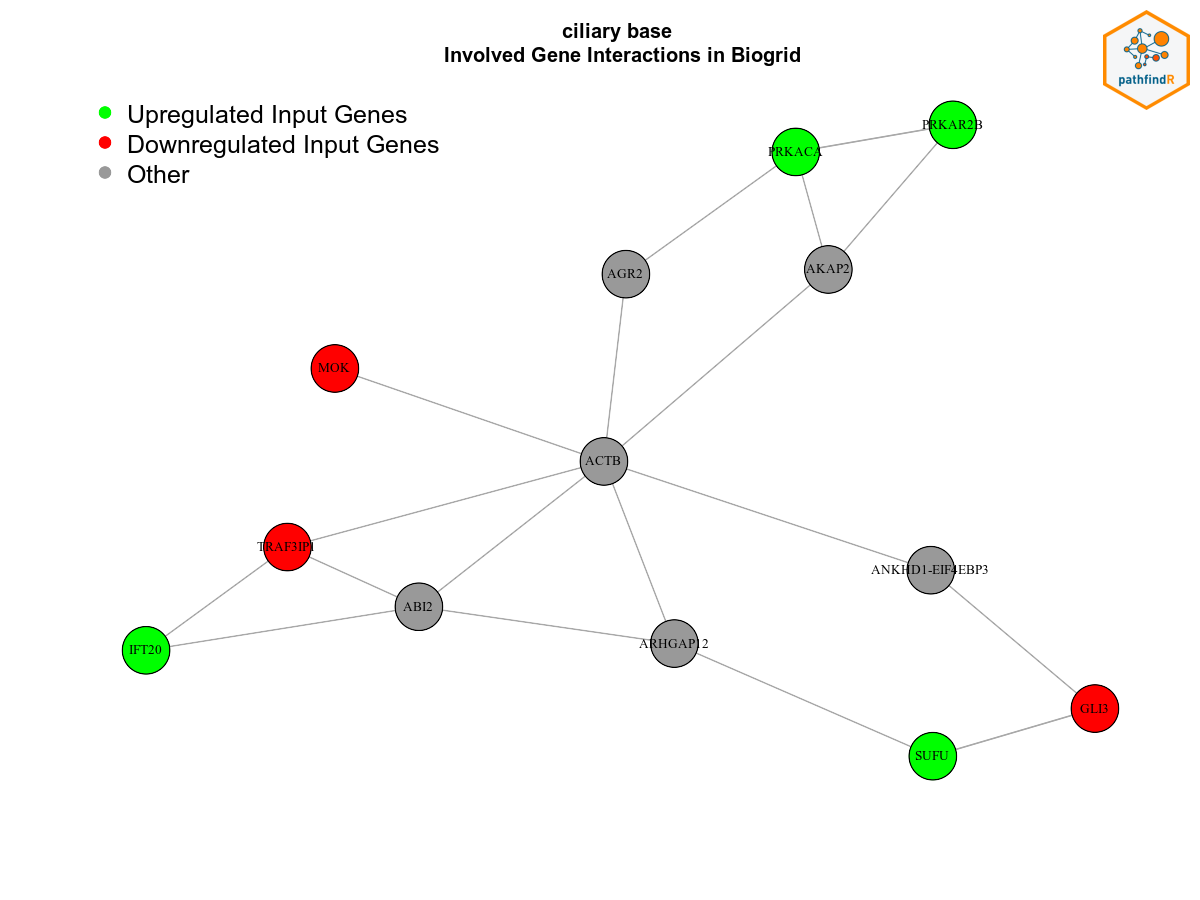 ciliary base
Involved Gene Interactions in Biogrid
pathfindR
Upregulated Input Genes
Downregulated Input Genes
Other
PRKAR2B
PRKACA
AKAP2
AGR2
MOK
ACTB
TRAF3IP1
ANKHD1-EIF4EBP3
ABI2
ARHGAP12
IFT20
GLI3
SUFU